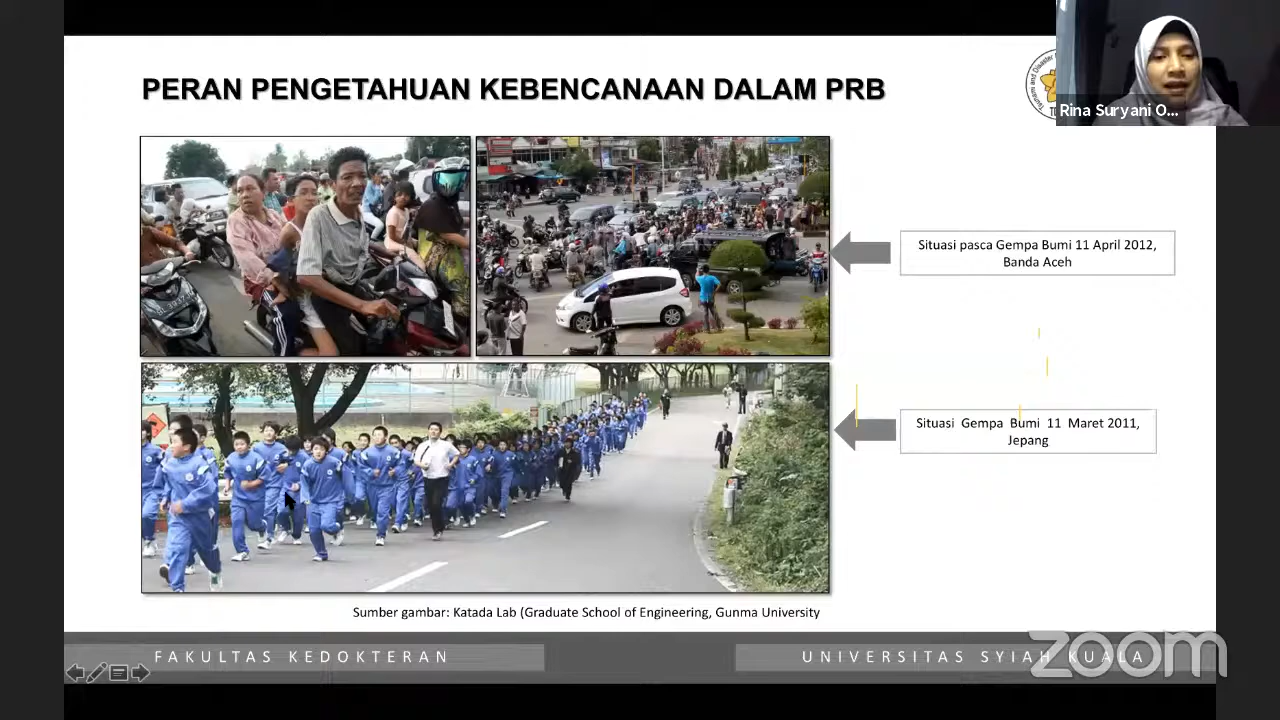 PERAN PENGETAHUAN KEBENCANAAN DALAM PRB
Rina Suryani O...
Situasi pasca Gempa Bumi 11 April 2012,
Banda Aceh
Situasi Gempa Bumi 11 Maret 2011,
Jepang
Sumber gambar: Katada Lab (Graduate School of Engineering, Gunma University
FAKULTAS KEDOKTERAN
UNIVERSITAS SYIAH KUALA
zoom